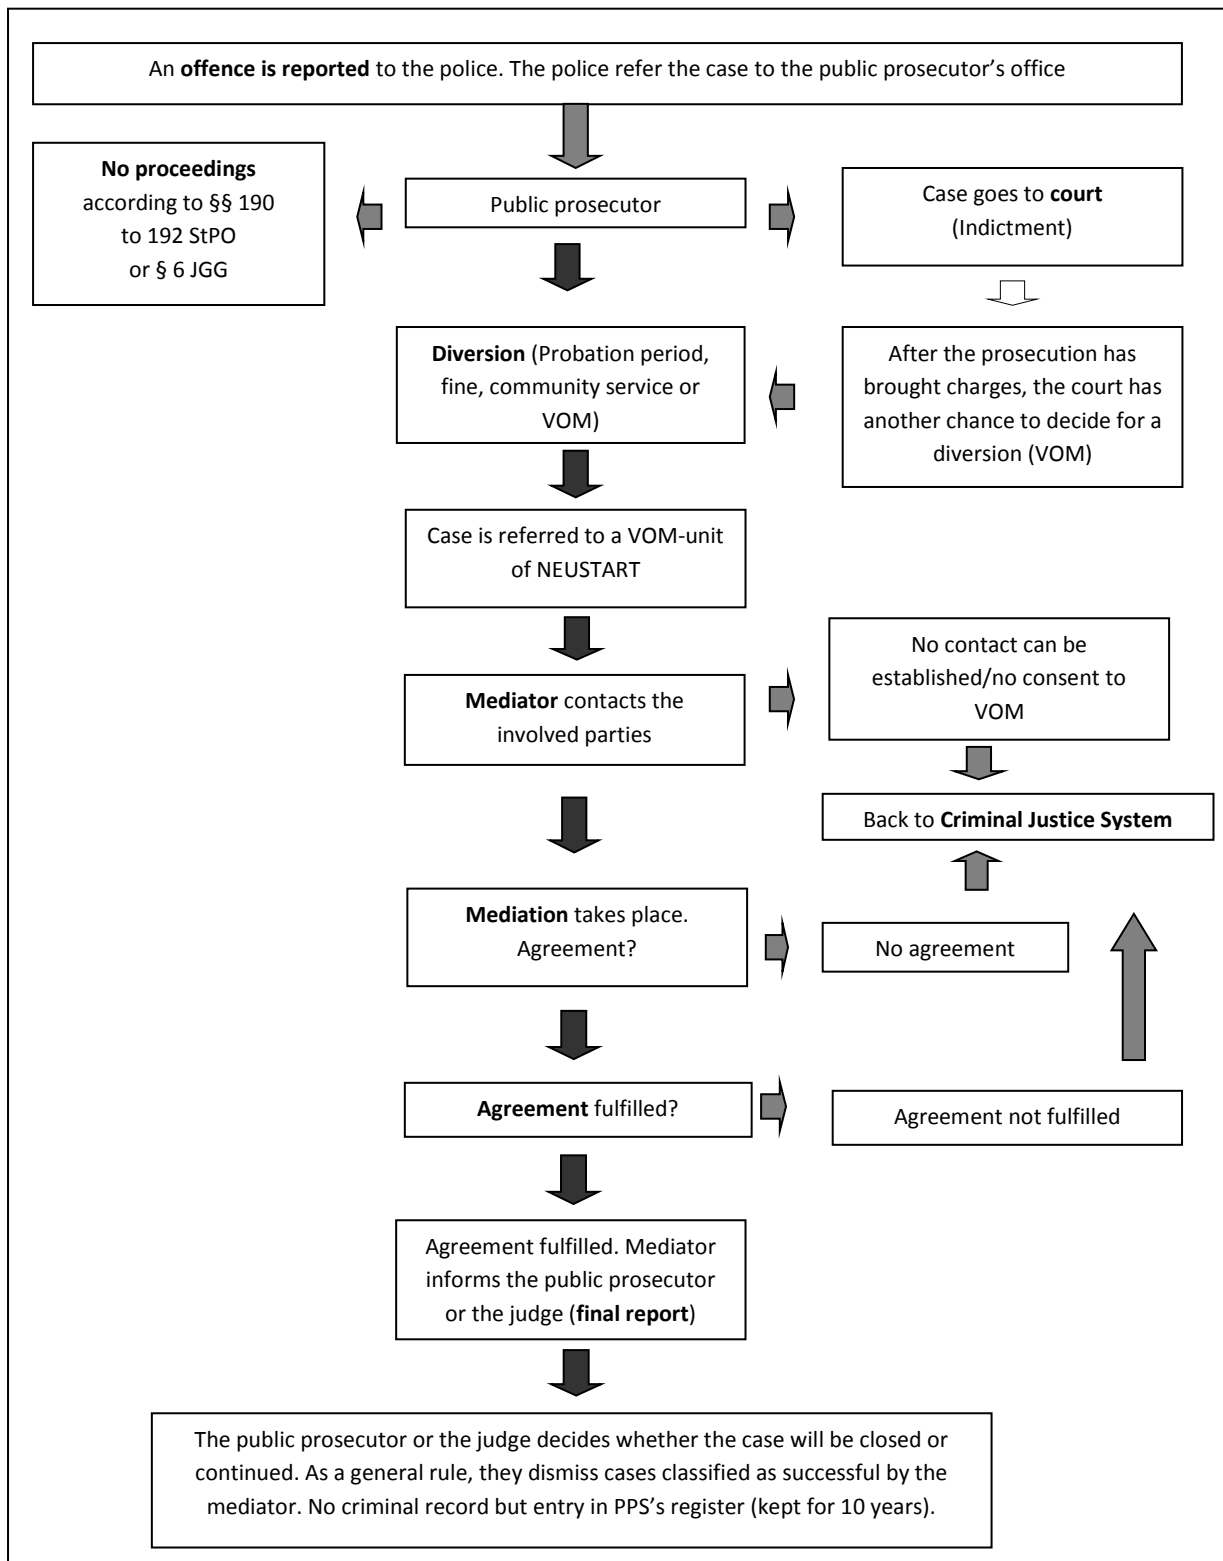 An offence is reported to the police. The police refer the case to the public prosecutor’s office
No proceedings
according to §§ 190
to 192 StPO
or § 6 JGG
Public prosecutor
Case goes to court
(Indictment)
Diversion (Probation period,
fine, community service or
VOM)
After the prosecution has
brought charges, the court has
another chance to decide for a
diversion (VOM)
Case is referred to a VOM-unit
of NEUSTART
Mediator contacts the
involved parties
No contact can be
established/no consent to
VOM
Back to Criminal Justice System
Mediation takes place.
Agreement?
No agreement
Agreement fulfilled?
Agreement not fulfilled
Agreement fulfilled. Mediator
informs the public prosecutor
or the judge (final report)
The public prosecutor or the judge decides whether the case will be closed or
continued. As a general rule, they dismiss cases classified as successful by the
mediator. No criminal record but entry in PPS’s register (kept for 10 years).